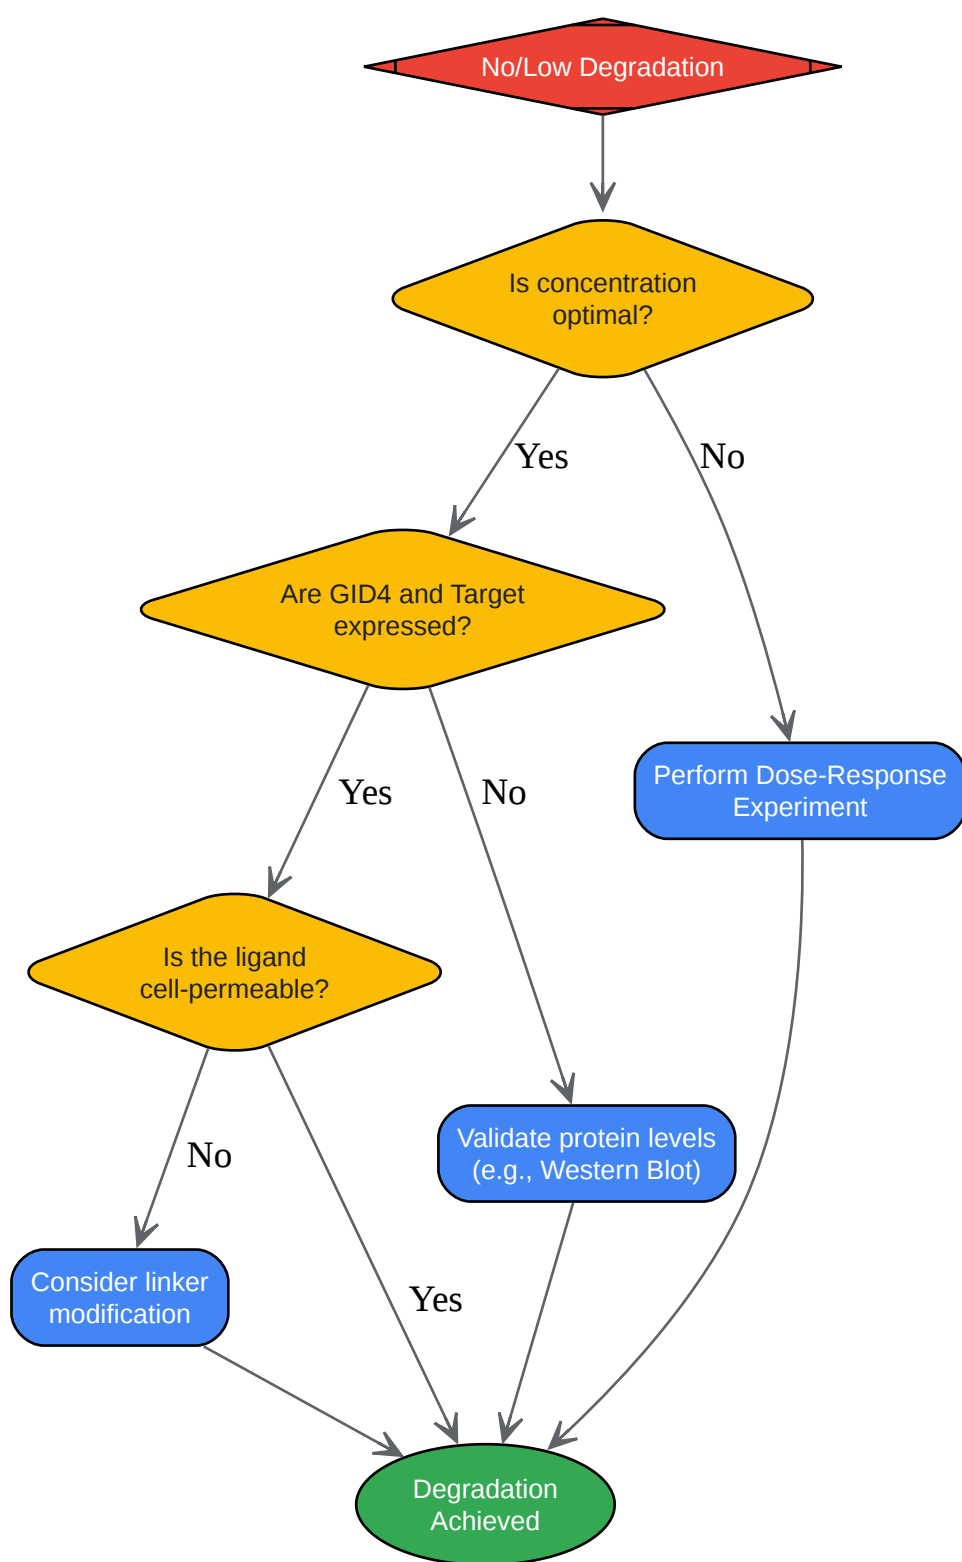 No/Low Degradation
Is concentration
optimal?
Yes
No
Are GID4 and Target
expressed?
Yes
No
Perform Dose-Response
Experiment
Is the ligand
cell-permeable?
No
Yes
Validate protein levels
(e.g., Western Blot)
Consider linker
modification
Degradation
Achieved